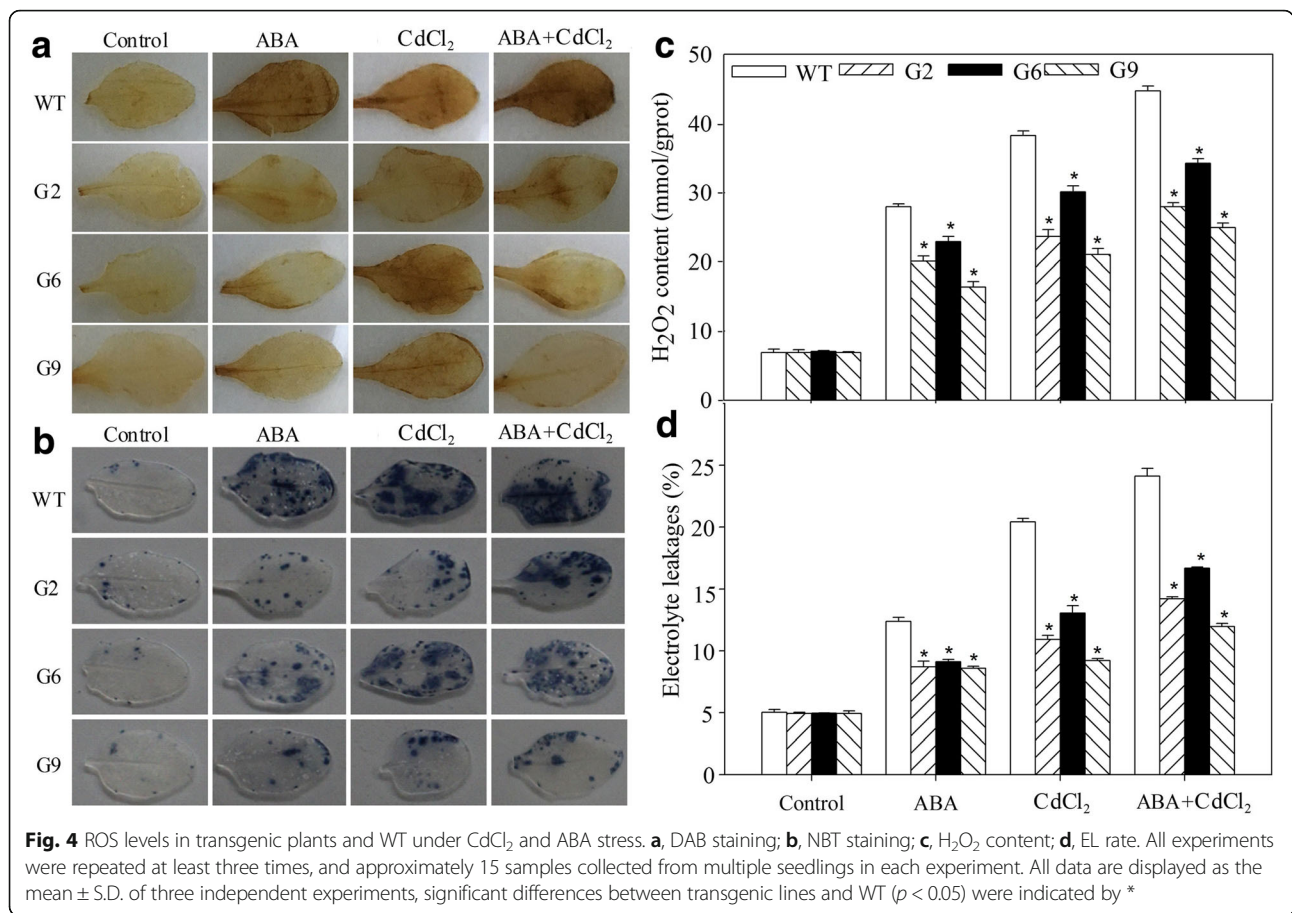 a
Control ABA CdCl₂ ABA+CdCl₂
WT
G2
G6
G9
b
Control ABA CdCl₂ ABA+CdCl₂
WT
G2
G6
G9
c
WT G2 G6 G9
H₂O₂ content (mmol/gprot)
50
40
30
20
10
0
* * *
* * *
* * *
d
Electrolyte leakages (%)
25
20
15
10
5
0
* * *
* * *
* * *
Control ABA CdCl₂ ABA+CdCl₂
Fig. 4 ROS levels in transgenic plants and WT under CdCl₂ and ABA stress. a, DAB staining; b, NBT staining; c, H₂O₂ content; d, EL rate. All experiments
were repeated at least three times, and approximately 15 samples collected from multiple seedlings in each experiment. All data are displayed as the
mean ± S.D. of three independent experiments, significant differences between transgenic lines and WT (p < 0.05) were indicated by *